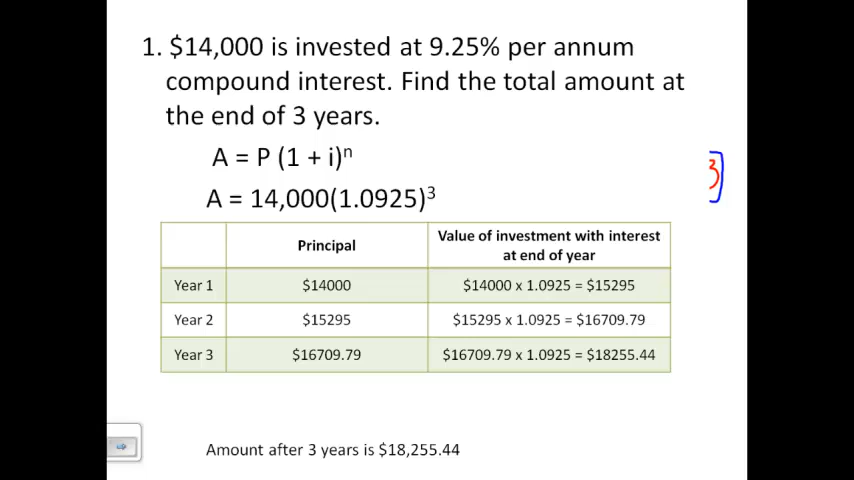 1. $14,000 is invested at 9.25% per annum
compound interest. Find the total amount at
the end of 3 years.
A = P (1 + i)ⁿ
A = 14,000(1.0925)³
3]
Principal
Value of investment with interest
at end of year
Year 1 $14000 $14000 x 1.0925 = $15295
Year 2 $15295 $15295 x 1.0925 = $16709.79
Year 3 $16709.79 $16709.79 x 1.0925 = $18255.44
Amount after 3 years is $18,255.44